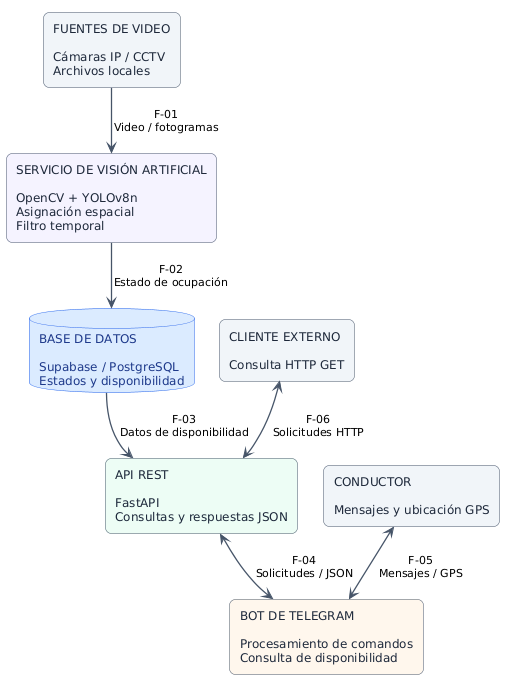 FUENTES DE VIDEO
Cámaras IP / CCTV
Archivos locales
F-01
Video / fotogramas
SERVICIO DE VISIÓN ARTIFICIAL
OpenCV + YOLOv8n
Asignación espacial
Filtro temporal
F-02
Estado de ocupación
BASE DE DATOS
Supabase / PostgreSQL
Estados y disponibilidad
CLIENTE EXTERNO
Consulta HTTP GET
F-03
Datos de disponibilidad
F-06
Solicitudes HTTP
API REST
FastAPI
Consultas y respuestas JSON
CONDUCTOR
Mensajes y ubicación GPS
F-04
Solicitudes / JSON
F-05
Mensajes / GPS
BOT DE TELEGRAM
Procesamiento de comandos
Consulta de disponibilidad